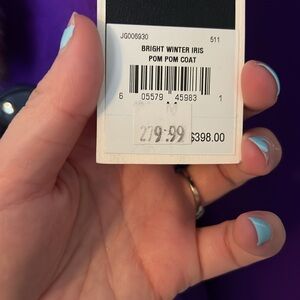 JG006930 511
BRIGHT WINTER IRIS
POM POM COAT
6 05579 45983 1
M
279.99 $398.00